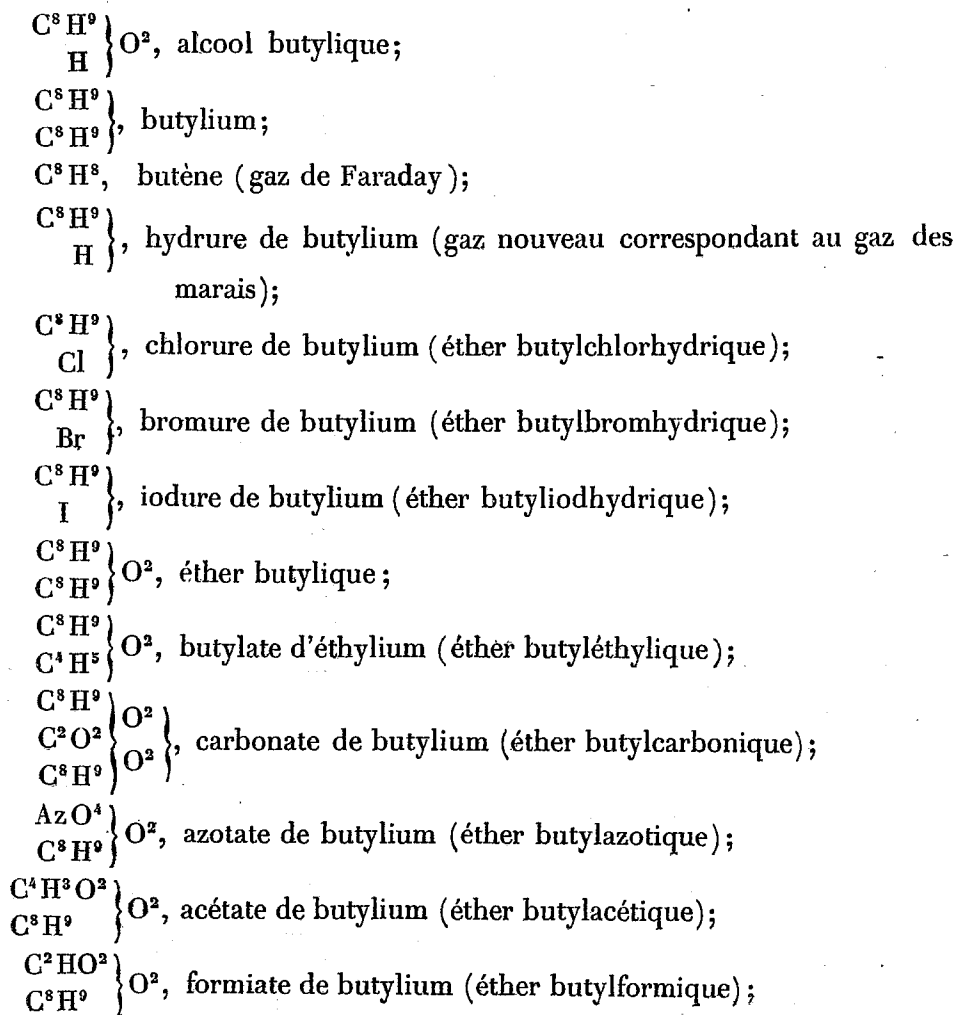 C⁸H⁹
H } O², alcool butylique;
C⁸H⁹
C⁸H⁹ }, butylium;
C⁸H⁸, butène (gaz de Faraday);
C⁸H⁹
H }, hydrure de butylium (gaz nouveau correspondant au gaz des
marais);
C⁸H⁹
Cl }, chlorure de butylium (éther butylchlorhydrique);
C⁸H⁹
Br }, bromure de butylium (éther butylbromhydrique);
C⁸H⁹
I }, iodure de butylium (éther butyliodhydrique);
C⁸H⁹
C⁸H⁹ } O², éther butylique;
C⁸H⁹
C⁴H⁵ } O², butylate d'éthylium (éther butyléthylique);
C⁸H⁹
C²O² } O² O² }, carbonate de butylium (éther butylcarbonique);
C⁸H⁹
AzO⁴
C⁸H⁹ } O², azotate de butylium (éther butylazotique);
C⁴H³O²
C⁸H⁹ } O², acétate de butylium (éther butylacétique);
C²HO²
C⁸H⁹ } O², formiate de butylium (éther butylformique);